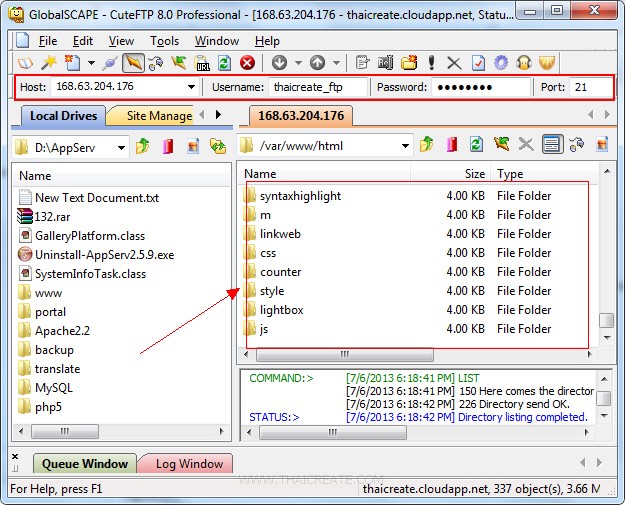 GlobalSCAPE - CuteFTP 8.0 Professional - [168.63.204.176 - thaicreate.cloudapp.net, Statu...
File Edit View Tools Window Help
Host: 168.63.204.176 Username: thaicreate_ftp Password: ●●●●●●●● Port: 21
Local Drives Site Manage 168.63.204.176
D:\AppServ /var/www/html
Name Name Size Type
New Text Document.txt
132.rar
GalleryPlatform.class
Uninstall-AppServ2.5.9.exe
SystemInfoTask.class
www
portal
Apache2.2
backup
translate
MySQL
php5
syntaxhighlight 4.00 KB File Folder
m 4.00 KB File Folder
linkweb 4.00 KB File Folder
css 4.00 KB File Folder
counter 4.00 KB File Folder
style 4.00 KB File Folder
lightbox 4.00 KB File Folder
js 4.00 KB File Folder
COMMAND:> [7/6/2013 6:18:41 PM] LIST
[7/6/2013 6:18:41 PM] 150 Here comes the director
[7/6/2013 6:18:42 PM] 226 Directory send OK.
STATUS:> [7/6/2013 6:18:42 PM] Directory listing completed.
Queue Window Log Window
WWW.THAICREATE.COM
For Help, press F1 thaicreate.cloudapp.net, 337 object(s), 3.66 M